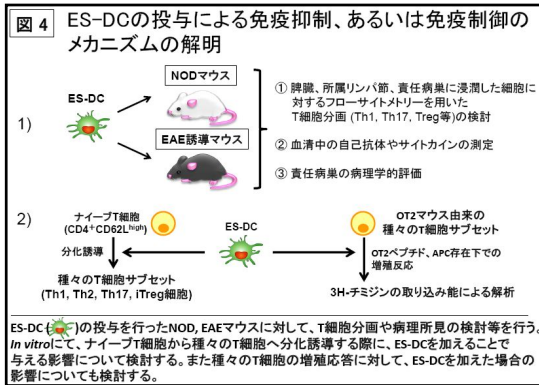 図 4
ES-DCの投与による免疫抑制、あるいは免疫制御の
メカニズムの解明
1)
ES-DC
NODマウス
EAE誘導マウス
① 脾臓、所属リンパ節、責任病巣に浸潤した細胞に
対するフローサイトメトリーを用いた
T細胞分画 (Th1, Th17, Treg等)の検討
② 血清中の自己抗体やサイトカインの測定
③ 責任病巣の病理学的評価
2)
ナイーブT細胞
(CD4+CD62Lhigh)
分化誘導
種々のT細胞サブセット
(Th1, Th2, Th17, iTreg細胞)
ES-DC
OT2マウス由来の
種々のT細胞サブセット
OT2ペプチド、APC存在下での
増殖反応
3H-チミジンの取り込み能による解析
ES-DC( )の投与を行ったNOD, EAEマウスに対して、T細胞分画や病理所見の検討等を行う。
In vitroにて、ナイーブT細胞から種々のT細胞へ分化誘導する際に、ES-DCを加えることで
与える影響について検討する。また種々のT細胞の増殖応答に対して、ES-DCを加えた場合の
影響についても検討する。